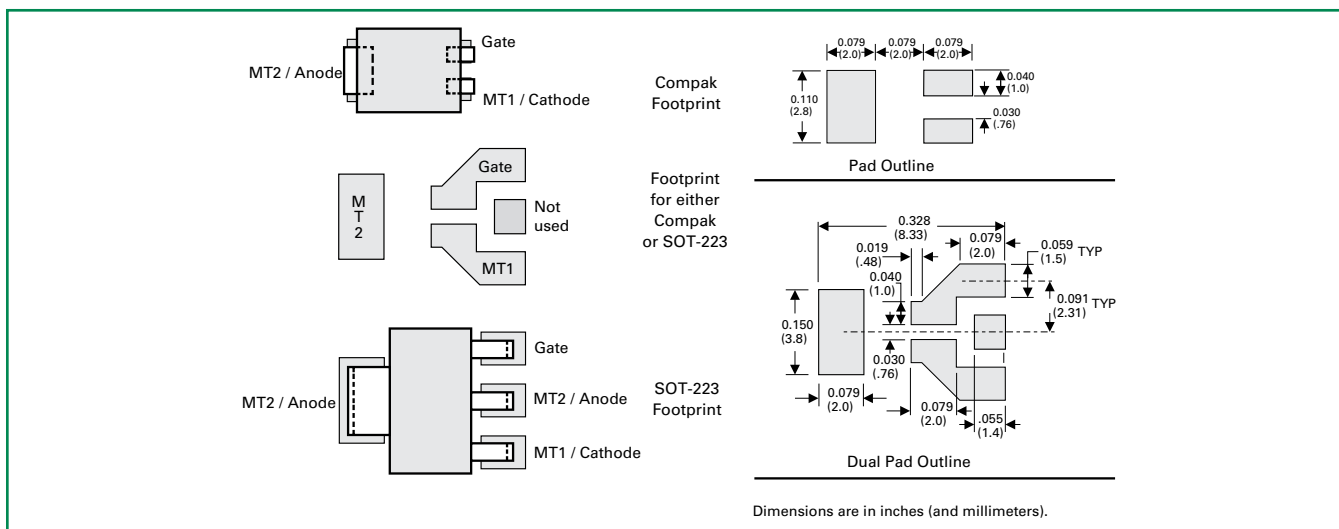 Gate
MT2 / Anode
MT1 / Cathode
Compak
Footprint
0.079
(2.0)
0.079
(2.0)
0.079
(2.0)
0.110
(2.8)
0.040
(1.0)
0.030
(.76)
Pad Outline
M
T
2
Gate
Not
used
MT1
Footprint
for either
Compak
or SOT-223
0.328
(8.33)
0.019
(.48)
0.079
(2.0)
0.059
(1.5)
TYP
0.040
(1.0)
0.091
(2.31)
TYP
0.150
(3.8)
0.030
(.76)
0.079
(2.0)
0.079
(2.0)
.055
(1.4)
Dual Pad Outline
Gate
MT2 / Anode
MT2 / Anode
MT1 / Cathode
SOT-223
Footprint
Dimensions are in inches (and millimeters).